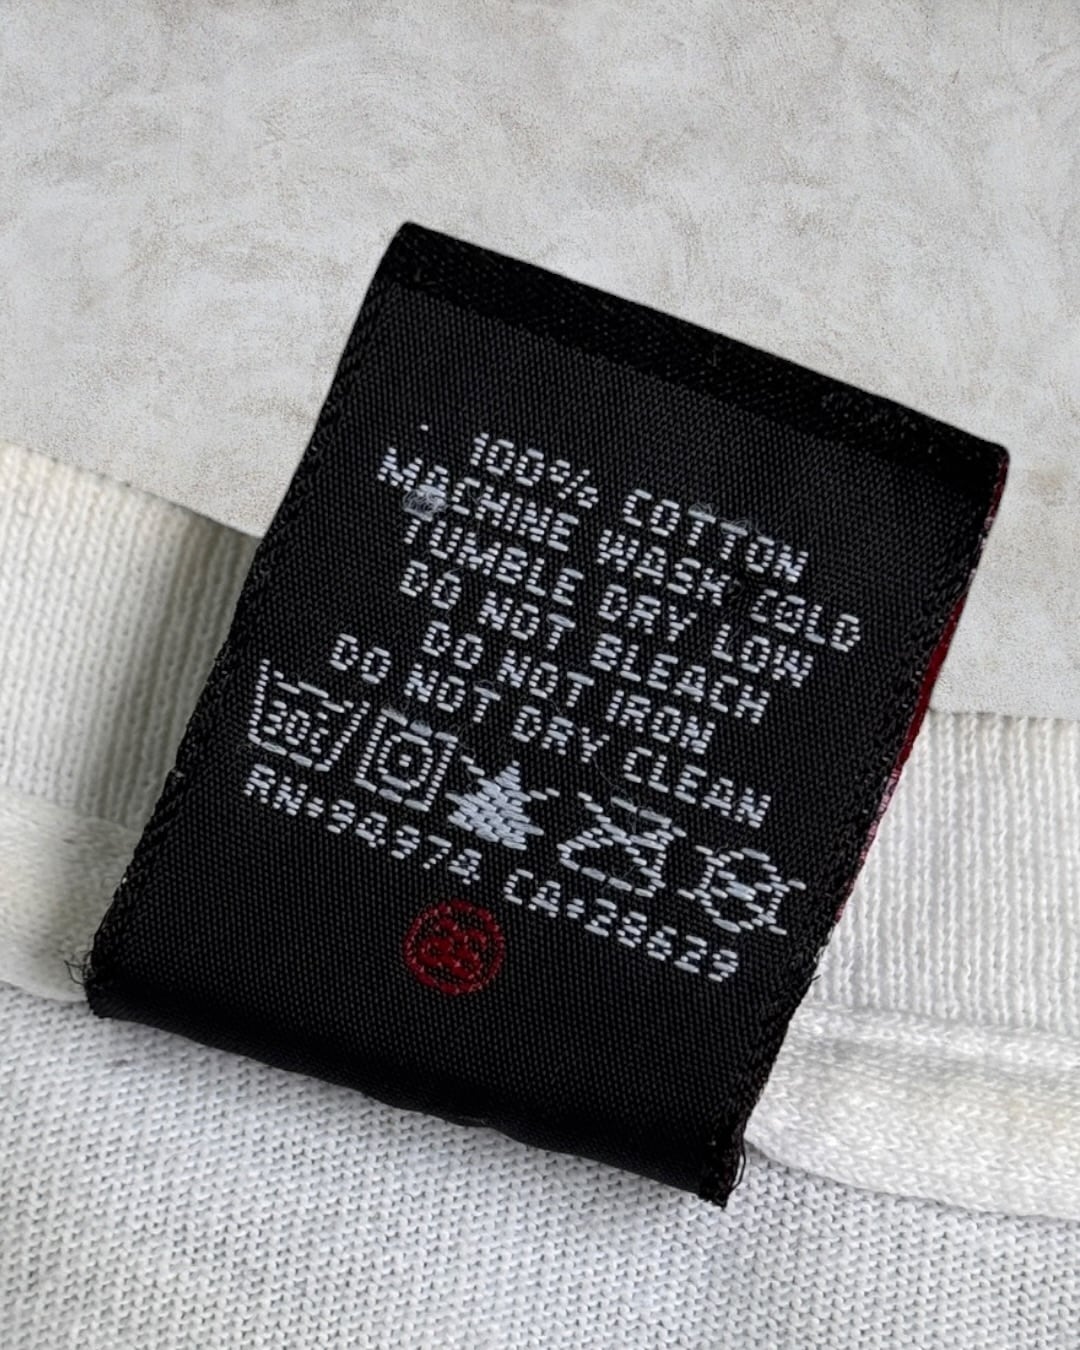 100% COTTON
MACHINE WASH COLD
TUMBLE DRY LOW
DO NOT BLEACH
DO NOT IRON
DO NOT DRY CLEAN
30c
RN•94974 CA•28629